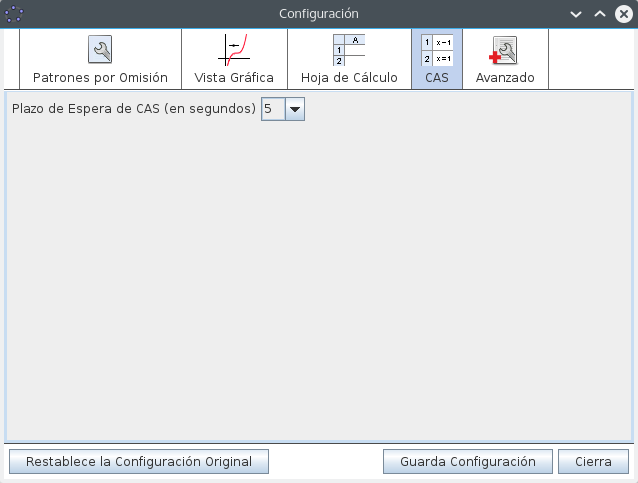 Configuración
Patrones por Omisión
Vista Gráfica
A
1
2
Hoja de Cálculo
1 x-1
2 x=1
CAS
Avanzado
Plazo de Espera de CAS (en segundos) 5
Restablece la Configuración Original
Guarda Configuración
Cierra